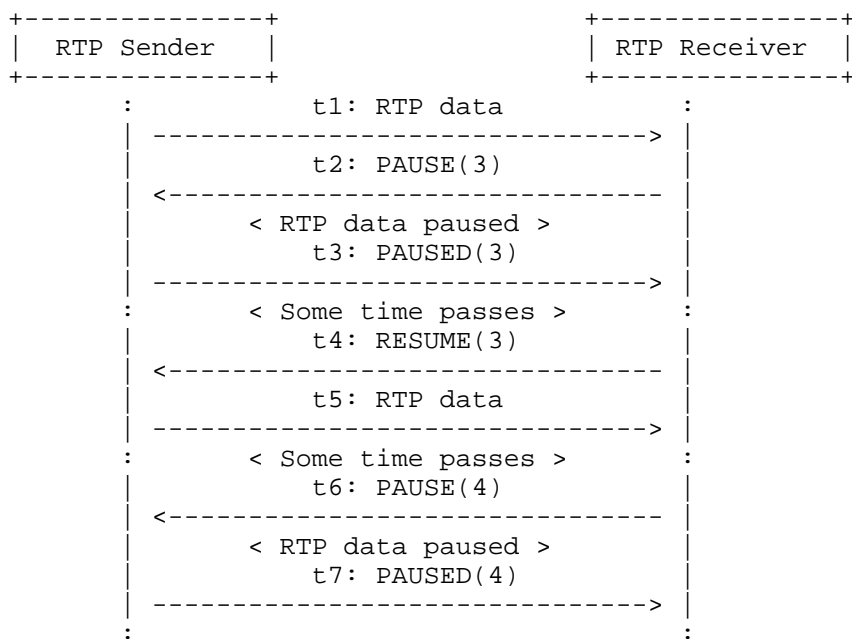 RTP Sender RTP Receiver
t1: RTP data
t2: PAUSE(3)
< RTP data paused >
t3: PAUSED(3)
< Some time passes >
t4: RESUME(3)
t5: RTP data
< Some time passes >
t6: PAUSE(4)
< RTP data paused >
t7: PAUSED(4)